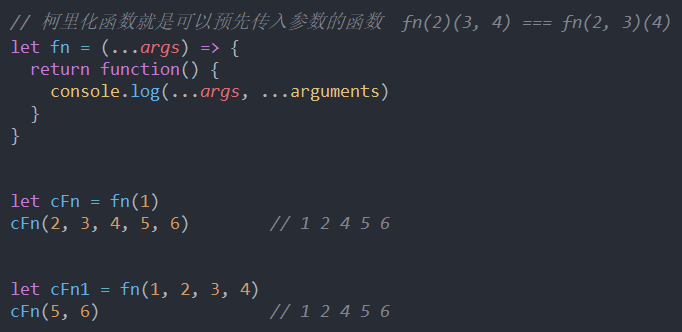 // 柯里化函数就是可以预先传入参数的函数  fn(2)(3, 4) === fn(2, 3)(4)
let fn = (...args) => {
  return function() {
    console.log(...args, ...arguments)
  }
}
let cFn = fn(1)
cFn(2, 3, 4, 5, 6)        // 1 2 4 5 6
let cFn1 = fn(1, 2, 3, 4)
cFn(5, 6)                 // 1 2 4 5 6